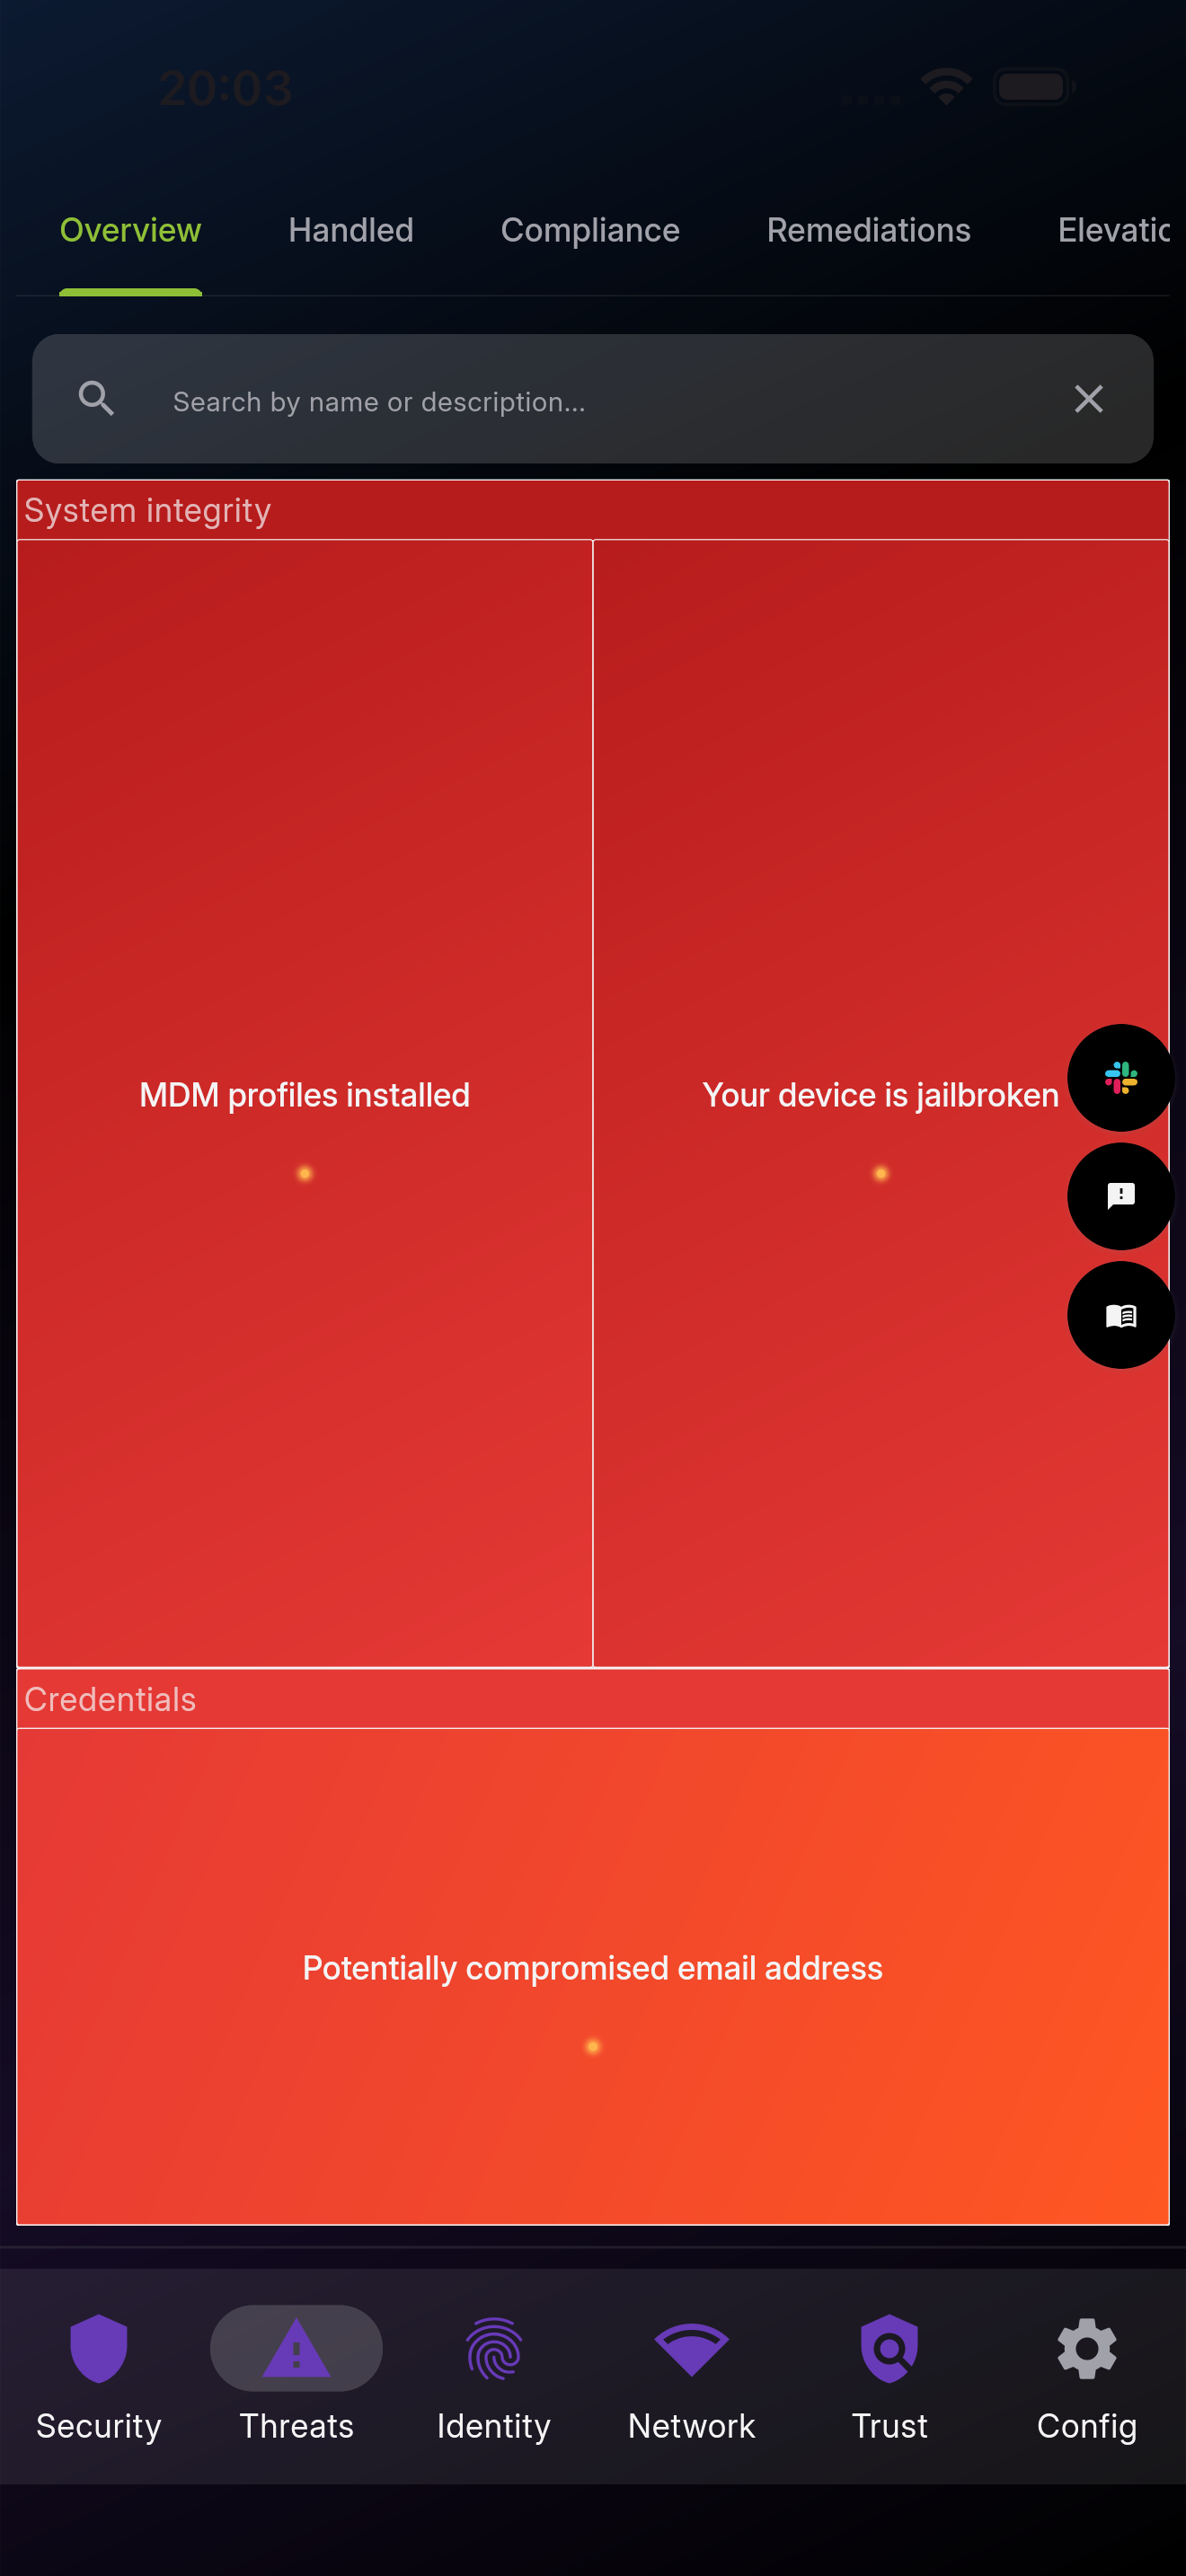 20:03
Overview
Handled
Compliance
Remediations
Elevatic
Search by name or description...
System integrity
MDM profiles installed
Your device is jailbroken
Credentials
Potentially compromised email address
Security
Threats
Identity
Network
Trust
Config